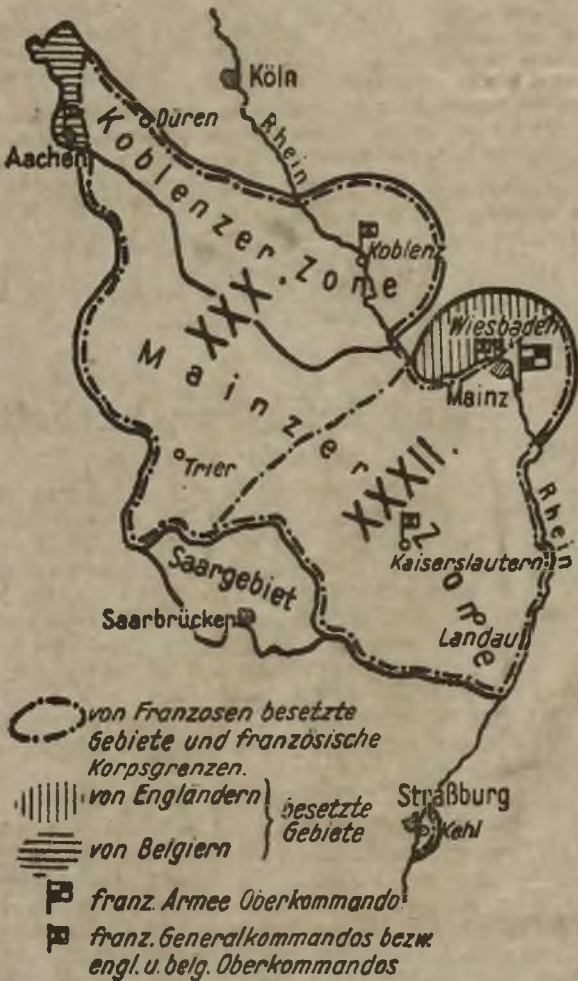 Köln
Rhein
Düren
Aachen
Koblenzer Zone
Koblenz
XXX.
Wiesbaden
Mainz
Mainzer Zone
Trier
XXXII.
Rhein
Kaiserslautern
Saargebiet
Saarbrücken
Landau
von Franzosen besetzte
Gebiete und französische
Korpsgrenzen.
von Engländern } besetzte
von Belgiern } Gebiete
Straßburg
Kehl
franz. Armee Oberkommando
franz. Generalkommandos bezw.
engl. u. belg. Oberkommandos